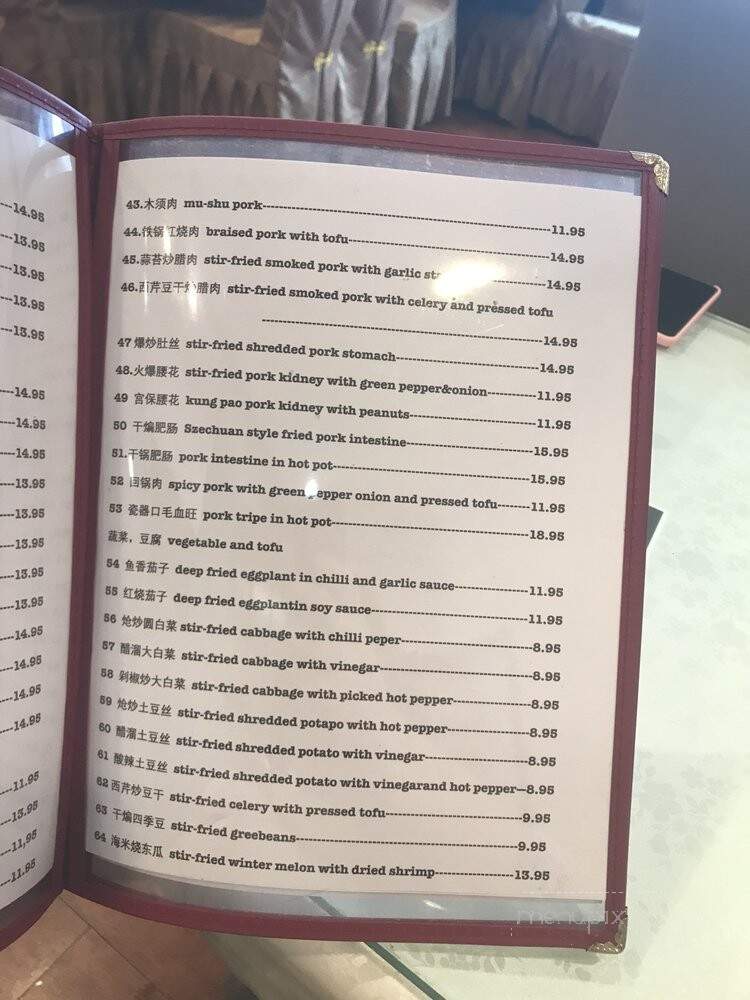 ---14.95
---13.95
---13.95
---13.95
---13.95
---14.95
---14.95
---14.95
---13.95
---13.95
---13.95
---13.95
---13.95
---14.95
---14.95
---14.95
---14.95
---11.95
---13.95
---11,95
---11.95
43.木须肉 mu-shu pork---11.95
44.铁锅红烧肉 braised pork with tofu---14.95
45.蒜苔炒腊肉 stir-fried smoked pork with garlic ---14.95
46.西芹豆干炒腊肉 stir-fried smoked pork with celery and pressed tofu
---14.95
47 爆炒肚丝 stir-fried shredded pork stomach---14.95
48.火爆腰花 stir-fried pork kidney with green pepper&onion---11.95
49 宫保腰花 kung pao pork kidney with peanuts---11.95
50 干煸肥肠 Szechuan style fried pork intestine---15.95
51.干锅肥肠 pork intestine in hot pot---15.95
52 回锅肉 spicy pork with green pepper onion and pressed tofu---11.95
53 瓷器口毛血旺 pork tripe in hot pot---18.95
蔬菜，豆腐 vegetable and tofu
54 鱼香茄子 deep fried eggplant in chilli and garlic sauce---11.95
55 红烧茄子 deep fried eggplantin soy sauce---11.95
56 炝炒圆白菜 stir-fried cabbage with chilli peper---8.95
57 醋溜大白菜 stir-fried cabbage with vinegar---8.95
58 剁椒炒大白菜 stir-fried cabbage with picked hot pepper---8.95
59 炝炒土豆丝 stir-fried shredded potapo with hot pepper---8.95
60 醋溜土豆丝 stir-fried shredded potato with vinegar---8.95
61 酸辣土豆丝 stir-fried shredded potato with vinegarand hot pepper—8.95
62 西芹炒豆干 stir-fried celery with pressed tofu---9.95
63 干煸四季豆 stir-fried greebeans---9.95
64 海米烧东瓜 stir-fried winter melon with dried shrimp---13.95
menupix